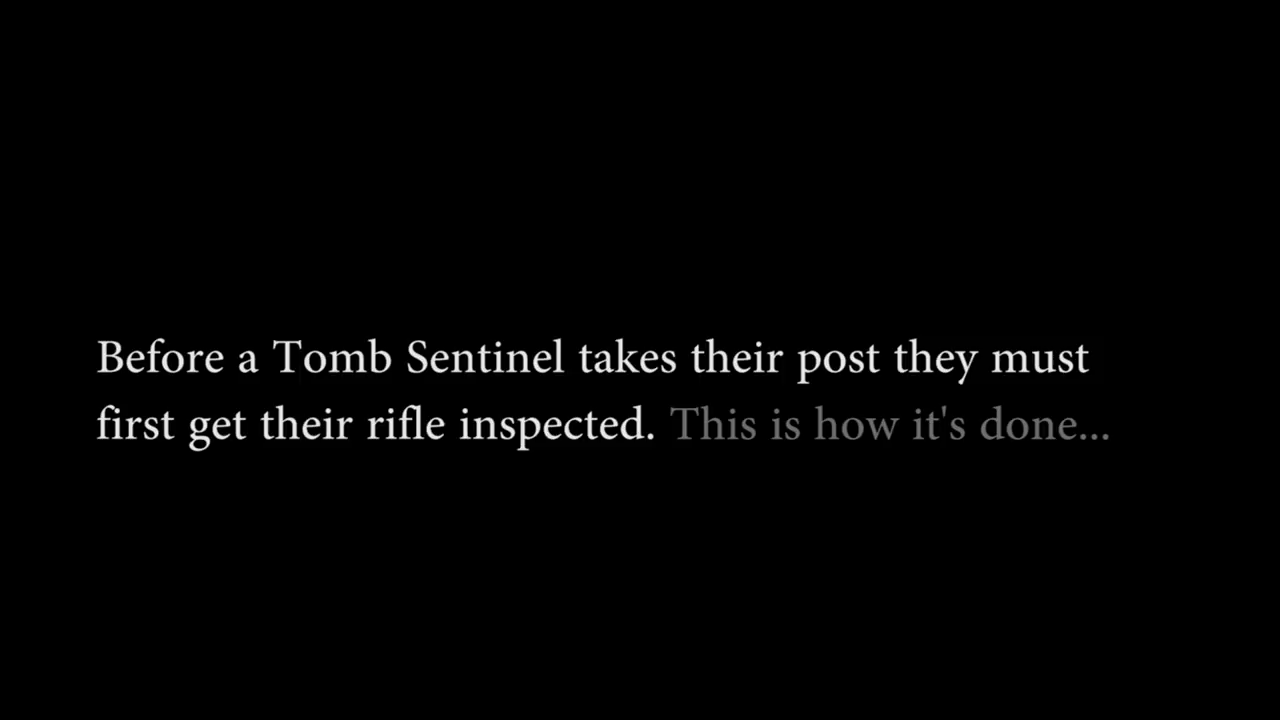 Before a Tomb Sentinel takes their post they must
first get their rifle inspected. This is how it's done...